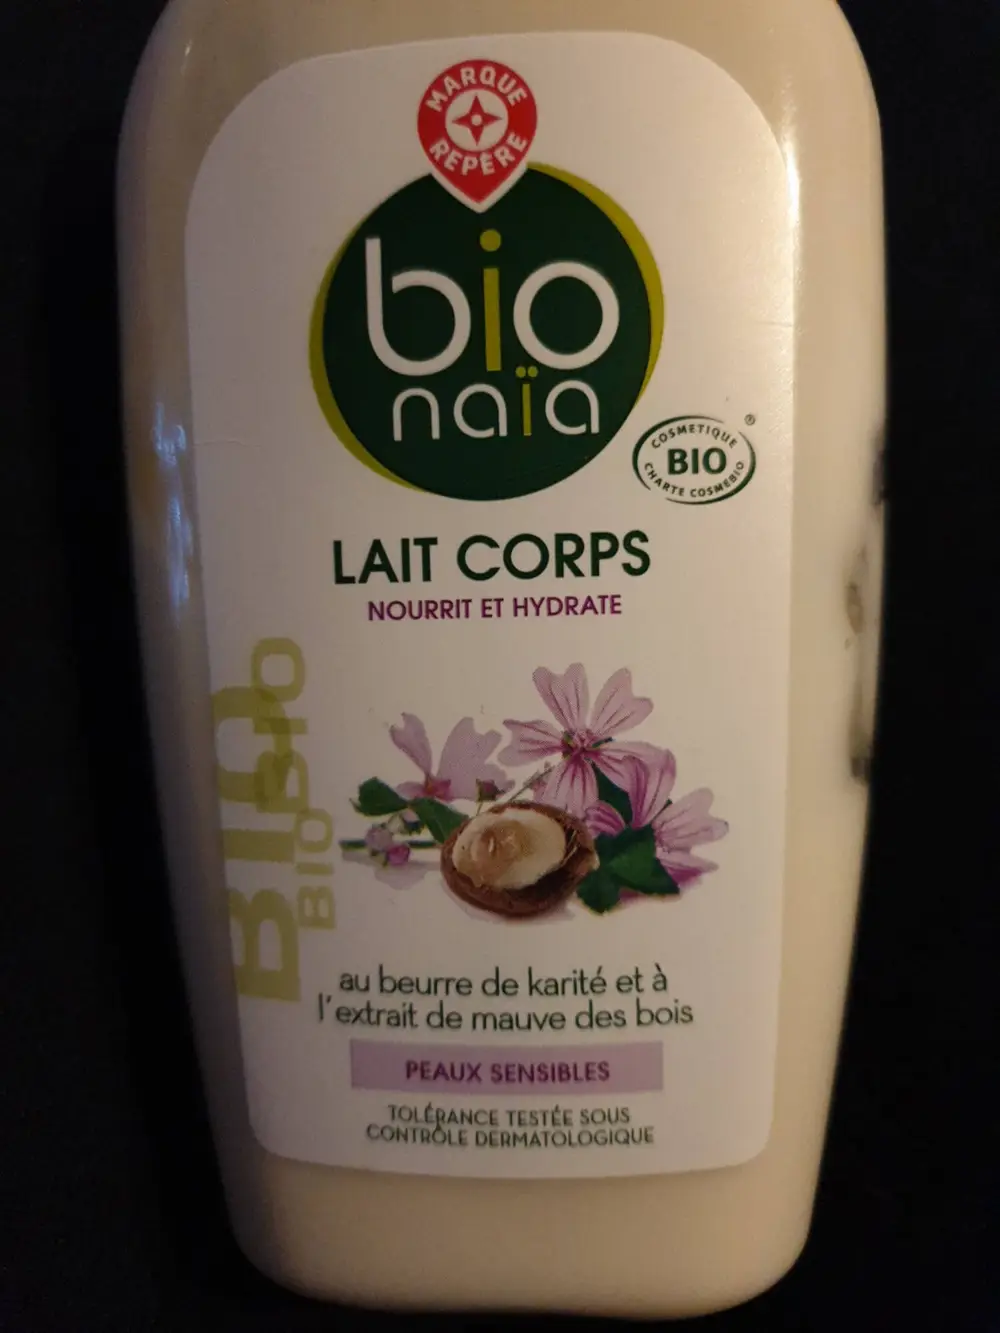 MARQUE
REPÈRE
bio
naïa
COSMETIQUE
BIO
®
CHARTE COSMEBIO
LAIT CORPS
NOURRIT ET HYDRATE
BIO
BIO
BIO
au beurre de karité et à
l'extrait de mauve des bois
PEAUX SENSIBLES
TOLÉRANCE TESTÉE SOUS
CONTRÔLE DERMATOLOGIQUE